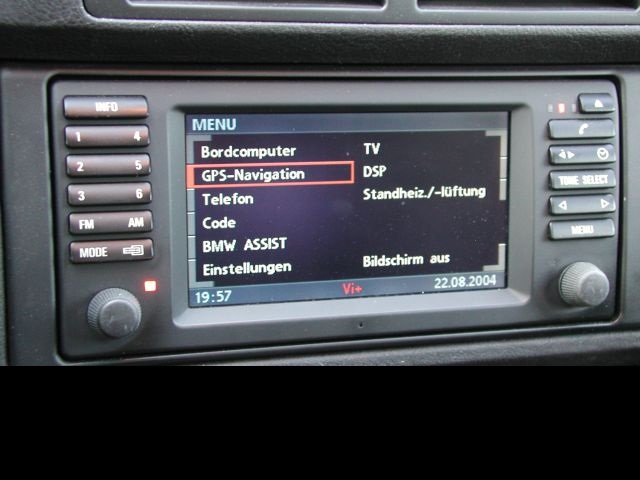 INFO
1 4
2 5
3 6
FM AM
MODE
MENU
Bordcomputer
GPS-Navigation
Telefon
Code
BMW ASSIST
Einstellungen
TV
DSP
Standheiz./-lüftung
Bildschirm aus
19:57
Vi+
22.08.2004
TONE SELECT
MENU